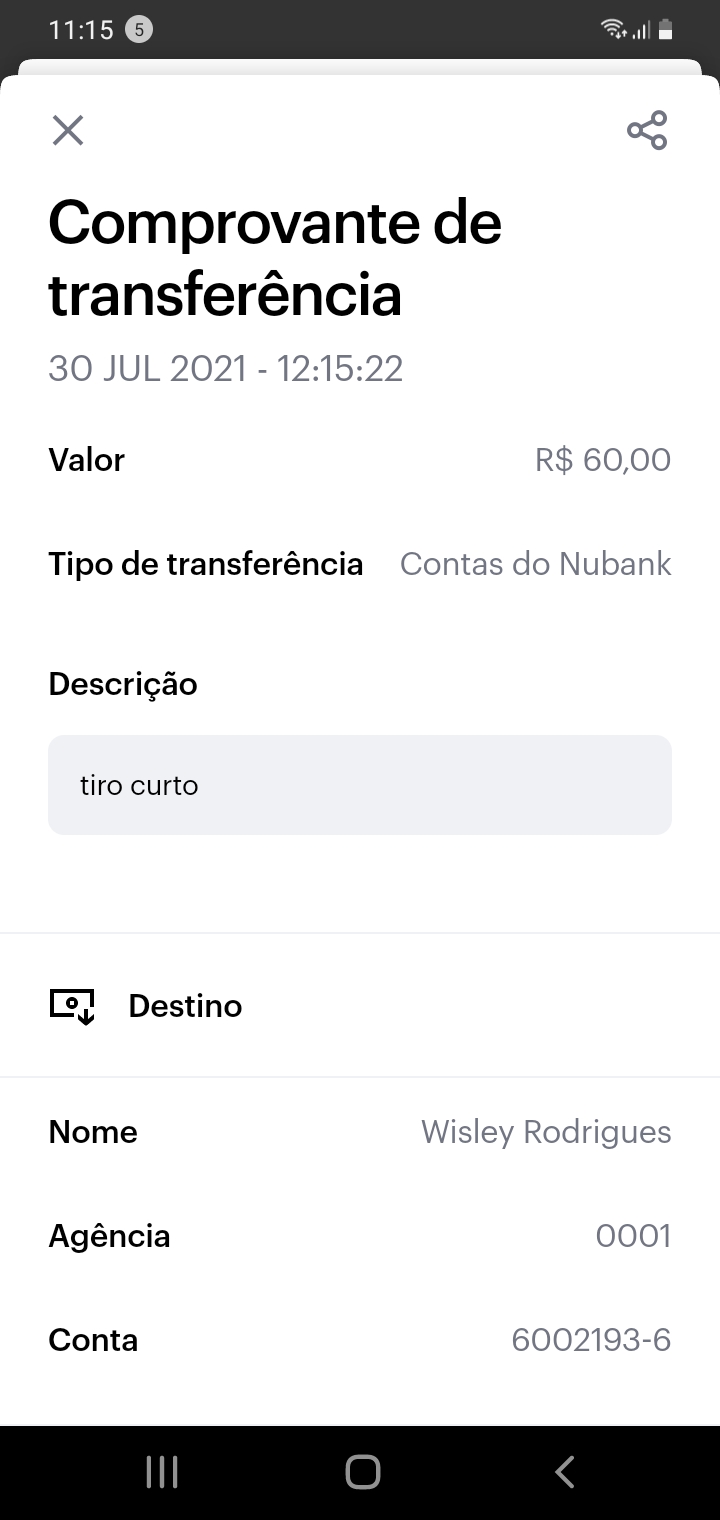 11:15 5
Comprovante de
transferência
30 JUL 2021 - 12:15:22
Valor R$ 60,00
Tipo de transferência Contas do Nubank
Descrição
tiro curto
Destino
Nome Wisley Rodrigues
Agência 0001
Conta 6002193-6